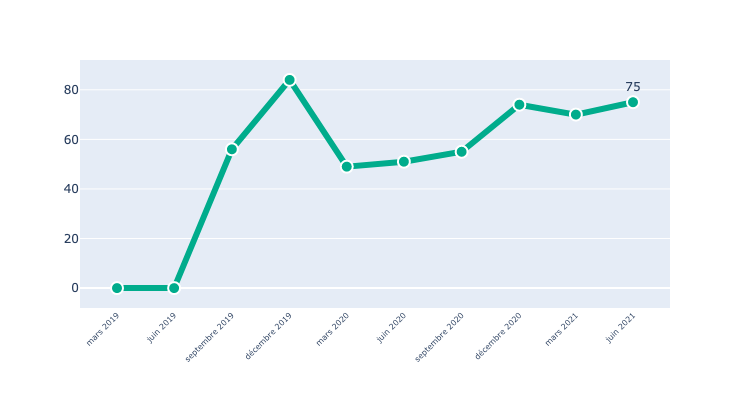 75
80
60
40
20
0
mars 2019
juin 2019
septembre 2019
décembre 2019
mars 2020
juin 2020
septembre 2020
décembre 2020
mars 2021
juin 2021